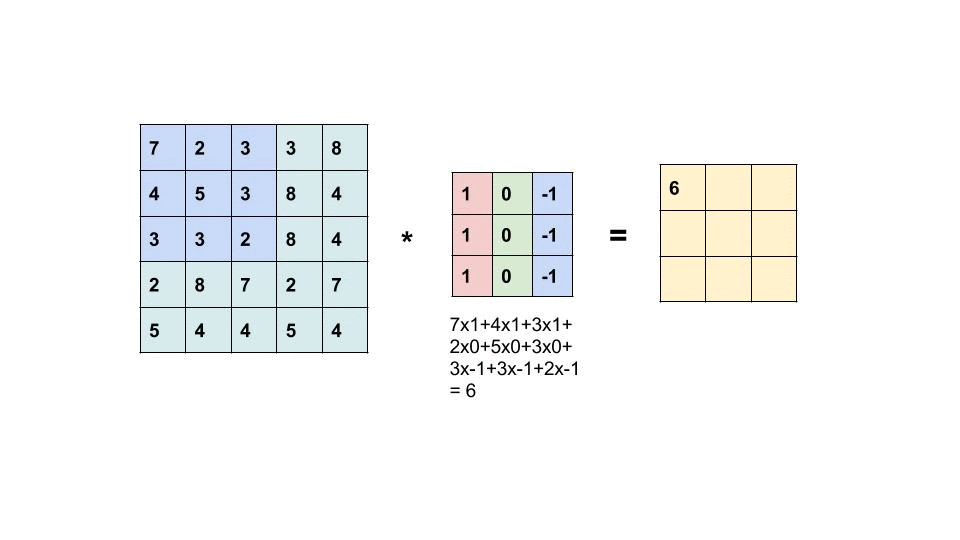 7 2 3 3 8
4 5 3 8 4
3 3 2 8 4
2 8 7 2 7
5 4 4 5 4
*
1 0 -1
1 0 -1
1 0 -1
7x1+4x1+3x1+
2x0+5x0+3x0+
3x-1+3x-1+2x-1
= 6
=
6